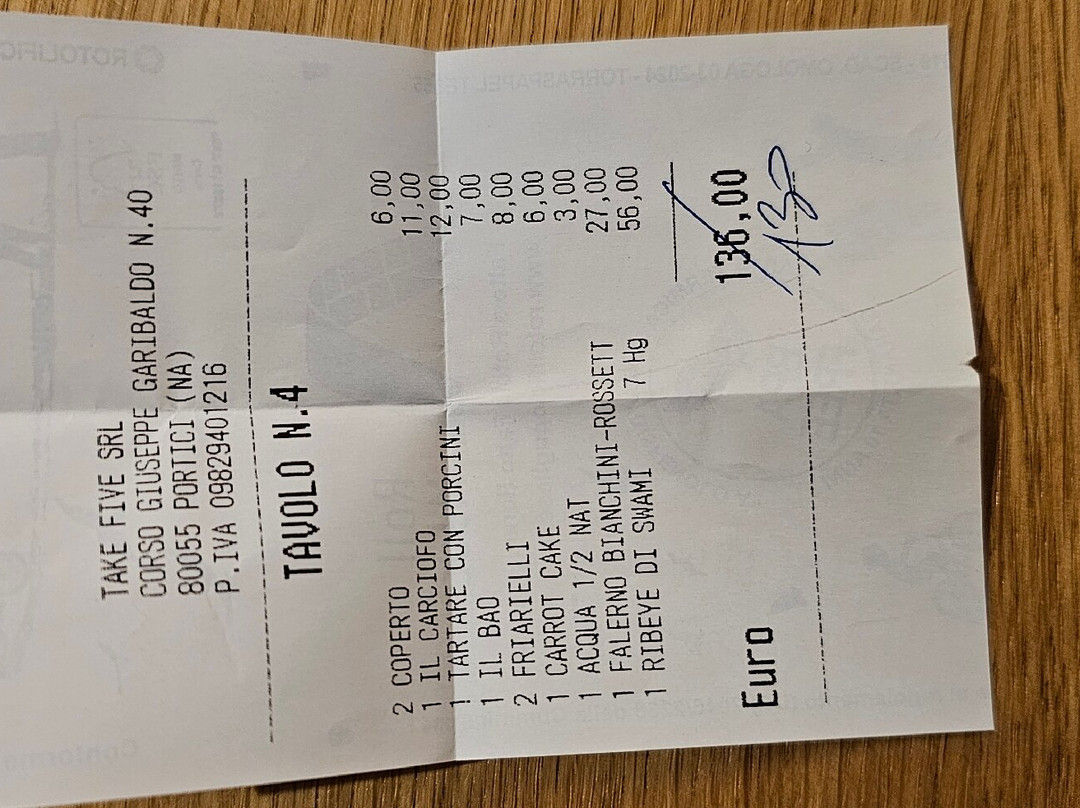 TAKE FIVE SRL
CORSO GIUSEPPE GARIBALDO N.40
80055 PORTICI (NA)
P.IVA 09829401216
TAVOLO N.4
2 COPERTO 6,00
1 IL CARCIOFO 11,00
1 TARTARE CON PORCINI 12,00
1 IL BAO 7,00
2 FRIARIELLI 8,00
1 CARROT CAKE 6,00
1 ACQUA 1/2 NAT 3,00
1 FALERNO BIANCHINI-ROSSETT 27,00
1 RIBEYE DI SWAMI 7 Hg 56,00
Euro 136,00
130